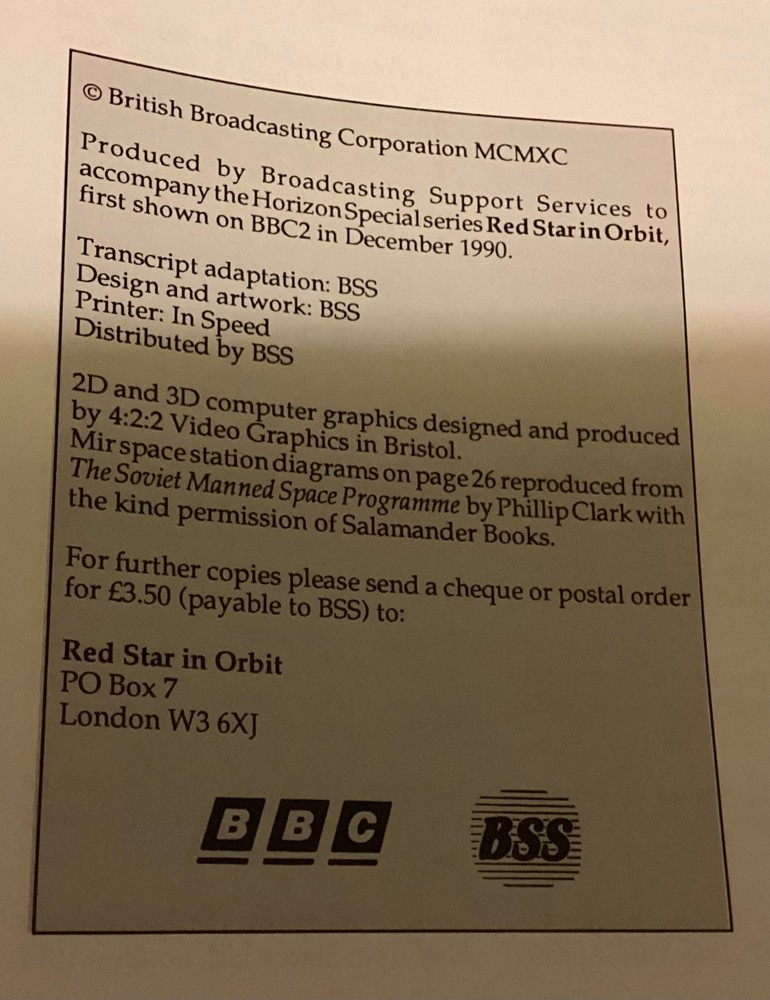 © British Broadcasting Corporation MCMXC
Produced by Broadcasting Support Services to
accompany the Horizon Special series Red Star in Orbit,
first shown on BBC2 in December 1990.
Transcript adaptation: BSS
Design and artwork: BSS
Printer: In Speed
Distributed by BSS
2D and 3D computer graphics designed and produced
by 4:2:2 Video Graphics in Bristol.
Mir space station diagrams on page 26 reproduced from
The Soviet Manned Space Programme by Phillip Clark with
the kind permission of Salamander Books.
For further copies please send a cheque or postal order
for £3.50 (payable to BSS) to:
Red Star in Orbit
PO Box 7
London W3 6XJ
BBC BSS